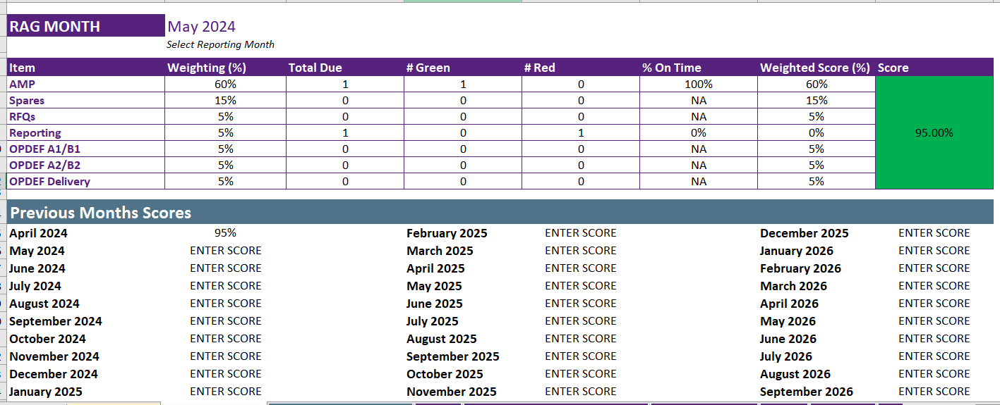 RAG MONTH May 2024
Select Reporting Month
Item Weighting (%) Total Due # Green # Red % On Time Weighted Score (%) Score
AMP 60% 1 1 0 100% 60%
Spares 15% 0 0 0 NA 15%
RFQs 5% 0 0 0 NA 5%
Reporting 5% 1 0 1 0% 0% 95.00%
OPDEF A1/B1 5% 0 0 0 NA 5%
OPDEF A2/B2 5% 0 0 0 NA 5%
OPDEF Delivery 5% 0 0 0 NA 5%
Previous Months Scores
April 2024 95% February 2025 ENTER SCORE December 2025 ENTER SCORE
May 2024 ENTER SCORE March 2025 ENTER SCORE January 2026 ENTER SCORE
June 2024 ENTER SCORE April 2025 ENTER SCORE February 2026 ENTER SCORE
July 2024 ENTER SCORE May 2025 ENTER SCORE March 2026 ENTER SCORE
August 2024 ENTER SCORE June 2025 ENTER SCORE April 2026 ENTER SCORE
September 2024 ENTER SCORE July 2025 ENTER SCORE May 2026 ENTER SCORE
October 2024 ENTER SCORE August 2025 ENTER SCORE June 2026 ENTER SCORE
November 2024 ENTER SCORE September 2025 ENTER SCORE July 2026 ENTER SCORE
December 2024 ENTER SCORE October 2025 ENTER SCORE August 2026 ENTER SCORE
January 2025 ENTER SCORE November 2025 ENTER SCORE September 2026 ENTER SCORE